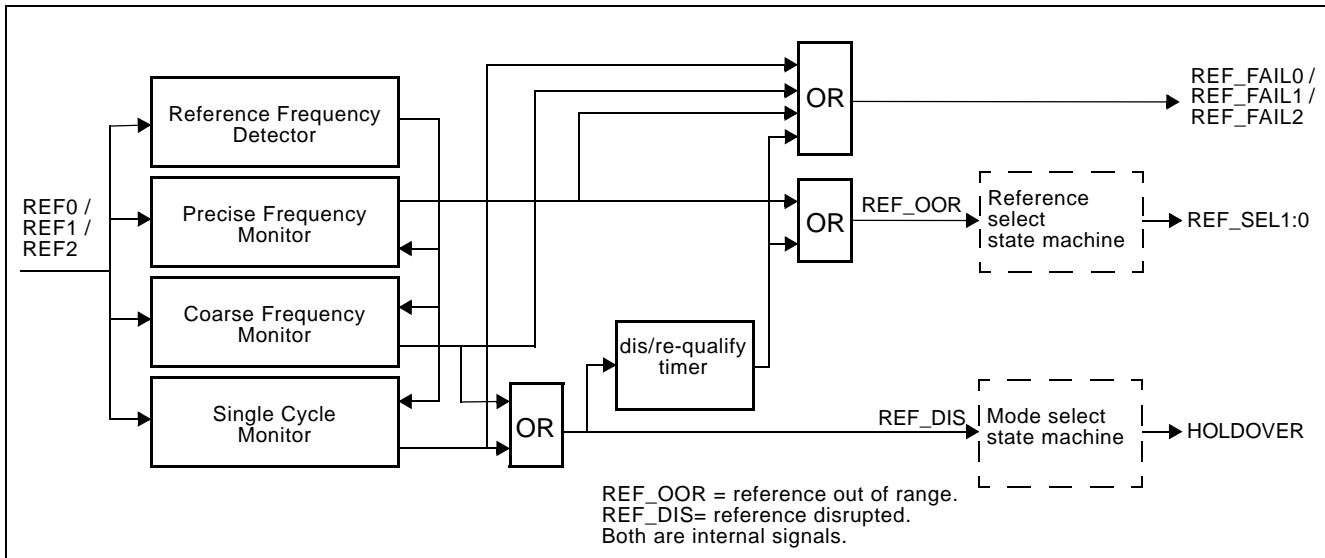 REF0 /
REF1 /
REF2
Reference Frequency
Detector
Precise Frequency
Monitor
Coarse Frequency
Monitor
Single Cycle
Monitor
OR
dis/re-qualify
timer
OR
OR
REF_FAIL0 /
REF_FAIL1 /
REF_FAIL2
REF_OOR
Reference
select
state machine
REF_SEL1:0
REF_DIS
Mode select
state machine
HOLDOVER
REF_OOR = reference out of range.
REF_DIS= reference disrupted.
Both are internal signals.